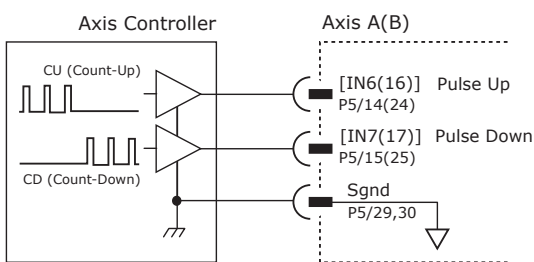 Axis Controller
Axis A(B)
CU (Count-Up)
[IN6(16)] Pulse Up
P5/14(24)
[IN7(17)] Pulse Down
P5/15(25)
CD (Count-Down)
Sgnd
P5/29,30